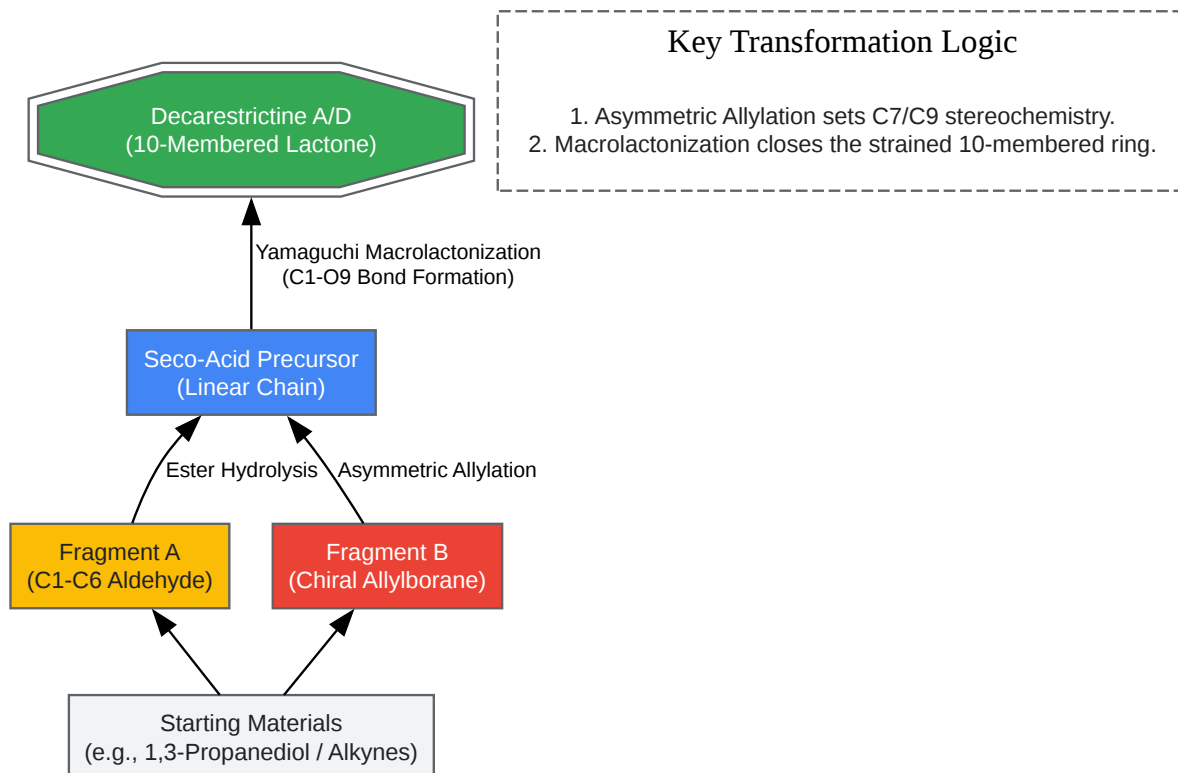 Key Transformation Logic
1. Asymmetric Allylation sets C7/C9 stereochemistry.
2. Macrolactonization closes the strained 10-membered ring.
Decarestrictine A/D
(10-Membered Lactone)
Yamaguchi Macrolactonization
(C1-O9 Bond Formation)
Seco-Acid Precursor
(Linear Chain)
Ester Hydrolysis
Asymmetric Allylation
Fragment A
(C1-C6 Aldehyde)
Fragment B
(Chiral Allylborane)
Starting Materials
(e.g., 1,3-Propanediol / Alkynes)